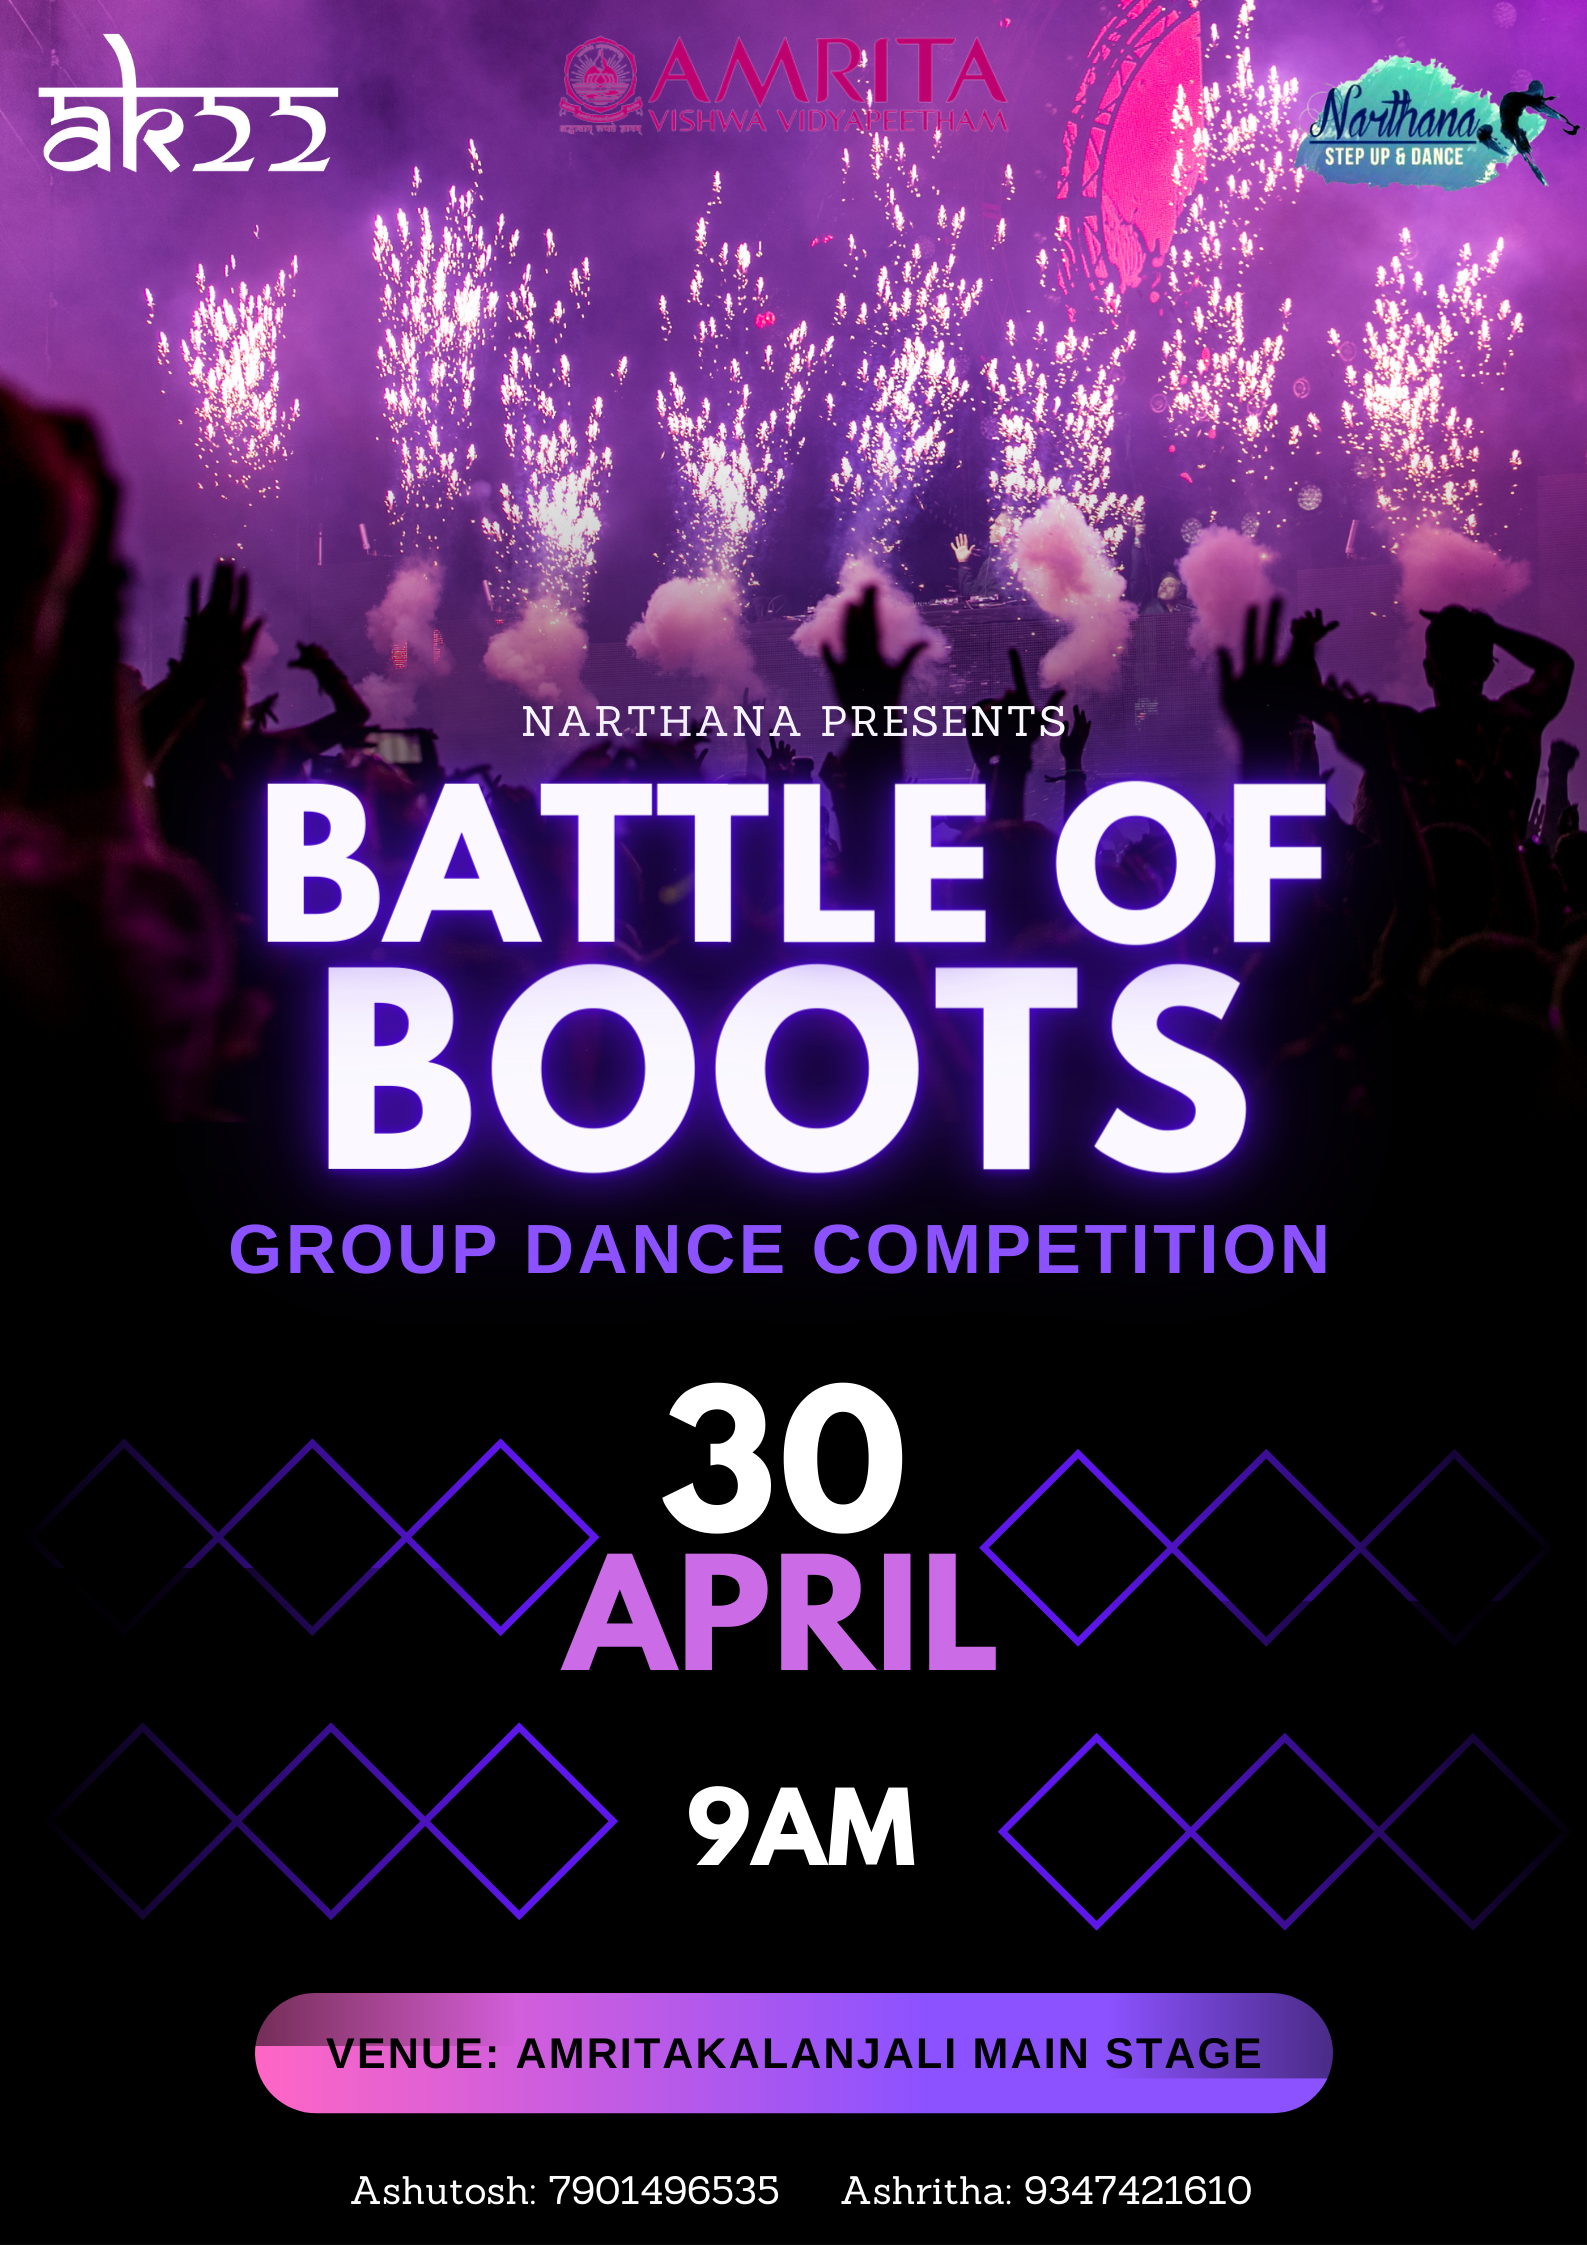 ak22
AMRITA
VISHWA VIDYAPEETHAM
Narthana
STEP UP & DANCE
NARTHANA PRESENTS
BATTLE OF
BOOTS
GROUP DANCE COMPETITION
30
APRIL
9AM
VENUE: AMRITAKALANJALI MAIN STAGE
Ashutosh: 7901496535 Ashritha: 9347421610